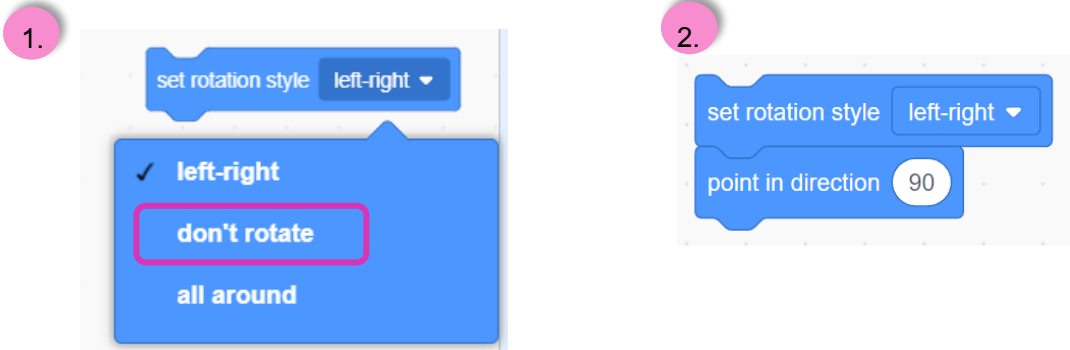 1.
set rotation style left-right
✓ left-right
don't rotate
all around
2.
set rotation style left-right
point in direction 90